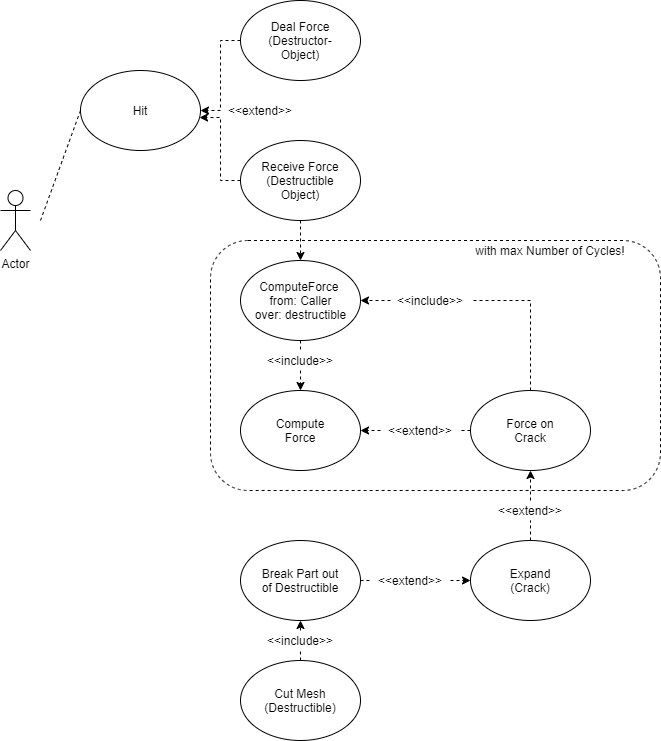 Deal Force
(Destructor-
Object)
Hit
<<extend>>
Receive Force
(Destructible
Object)
Actor
with max Number of Cycles!
ComputeForce
from: Caller
over: destructible
<<include>>
<<include>>
Compute
Force
<<extend>>
Force on
Crack
<<extend>>
Break Part out
of Destructible
<<extend>>
Expand
(Crack)
<<include>>
Cut Mesh
(Destructible)